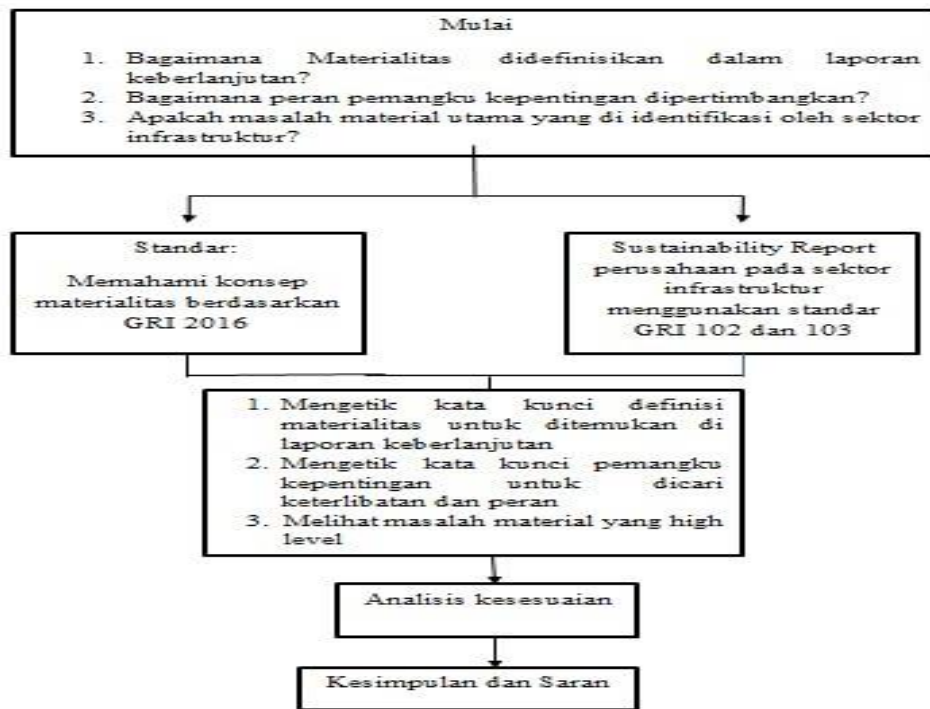 Mulai
1. Bagaimana Materialitas didefinisikan dalam laporan
keberlanjutan?
2. Bagaimana peran pemangku kepentingan dipertimbangkan?
3. Apakah masalah material utama yang di identifikasi oleh sektor
infrastruktur?
Standar:
Memahami konsep
materialitas berdasarkan
GRI 2016
Sustainability Report
perusahaan pada sektor
infrastruktur
menggunakan standar
GRI 102 dan 103
1. Mengetik kata kunci definisi
materialitas untuk ditemukan di
laporan keberlanjutan
2. Mengetik kata kunci pemangku
kepentingan untuk dicari
keterlibatan dan peran
3. Melihat masalah material yang high
level
Analisis kesesuaian
Kesimpulan dan Saran